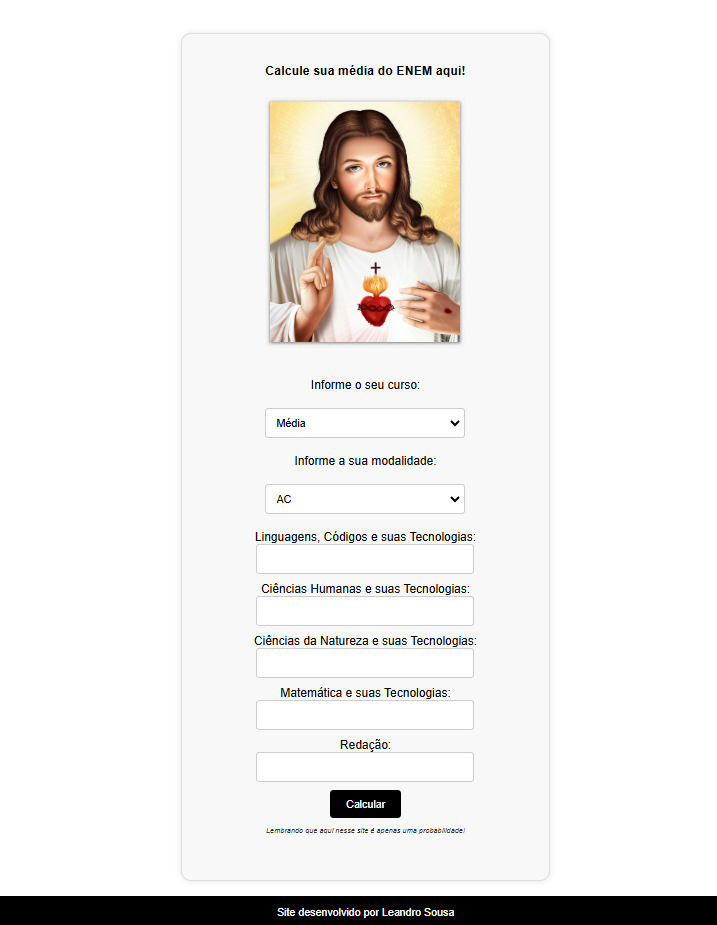 Calcule sua média do ENEM aqui!
Informe o seu curso:
Média
Informe a sua modalidade:
AC
Linguagens, Códigos e suas Tecnologias:
Ciências Humanas e suas Tecnologias:
Ciências da Natureza e suas Tecnologias:
Matemática e suas Tecnologias:
Redação:
Calcular
Lembrando que aqui nesse site é apenas uma probabilidade!
Site desenvolvido por Leandro Sousa